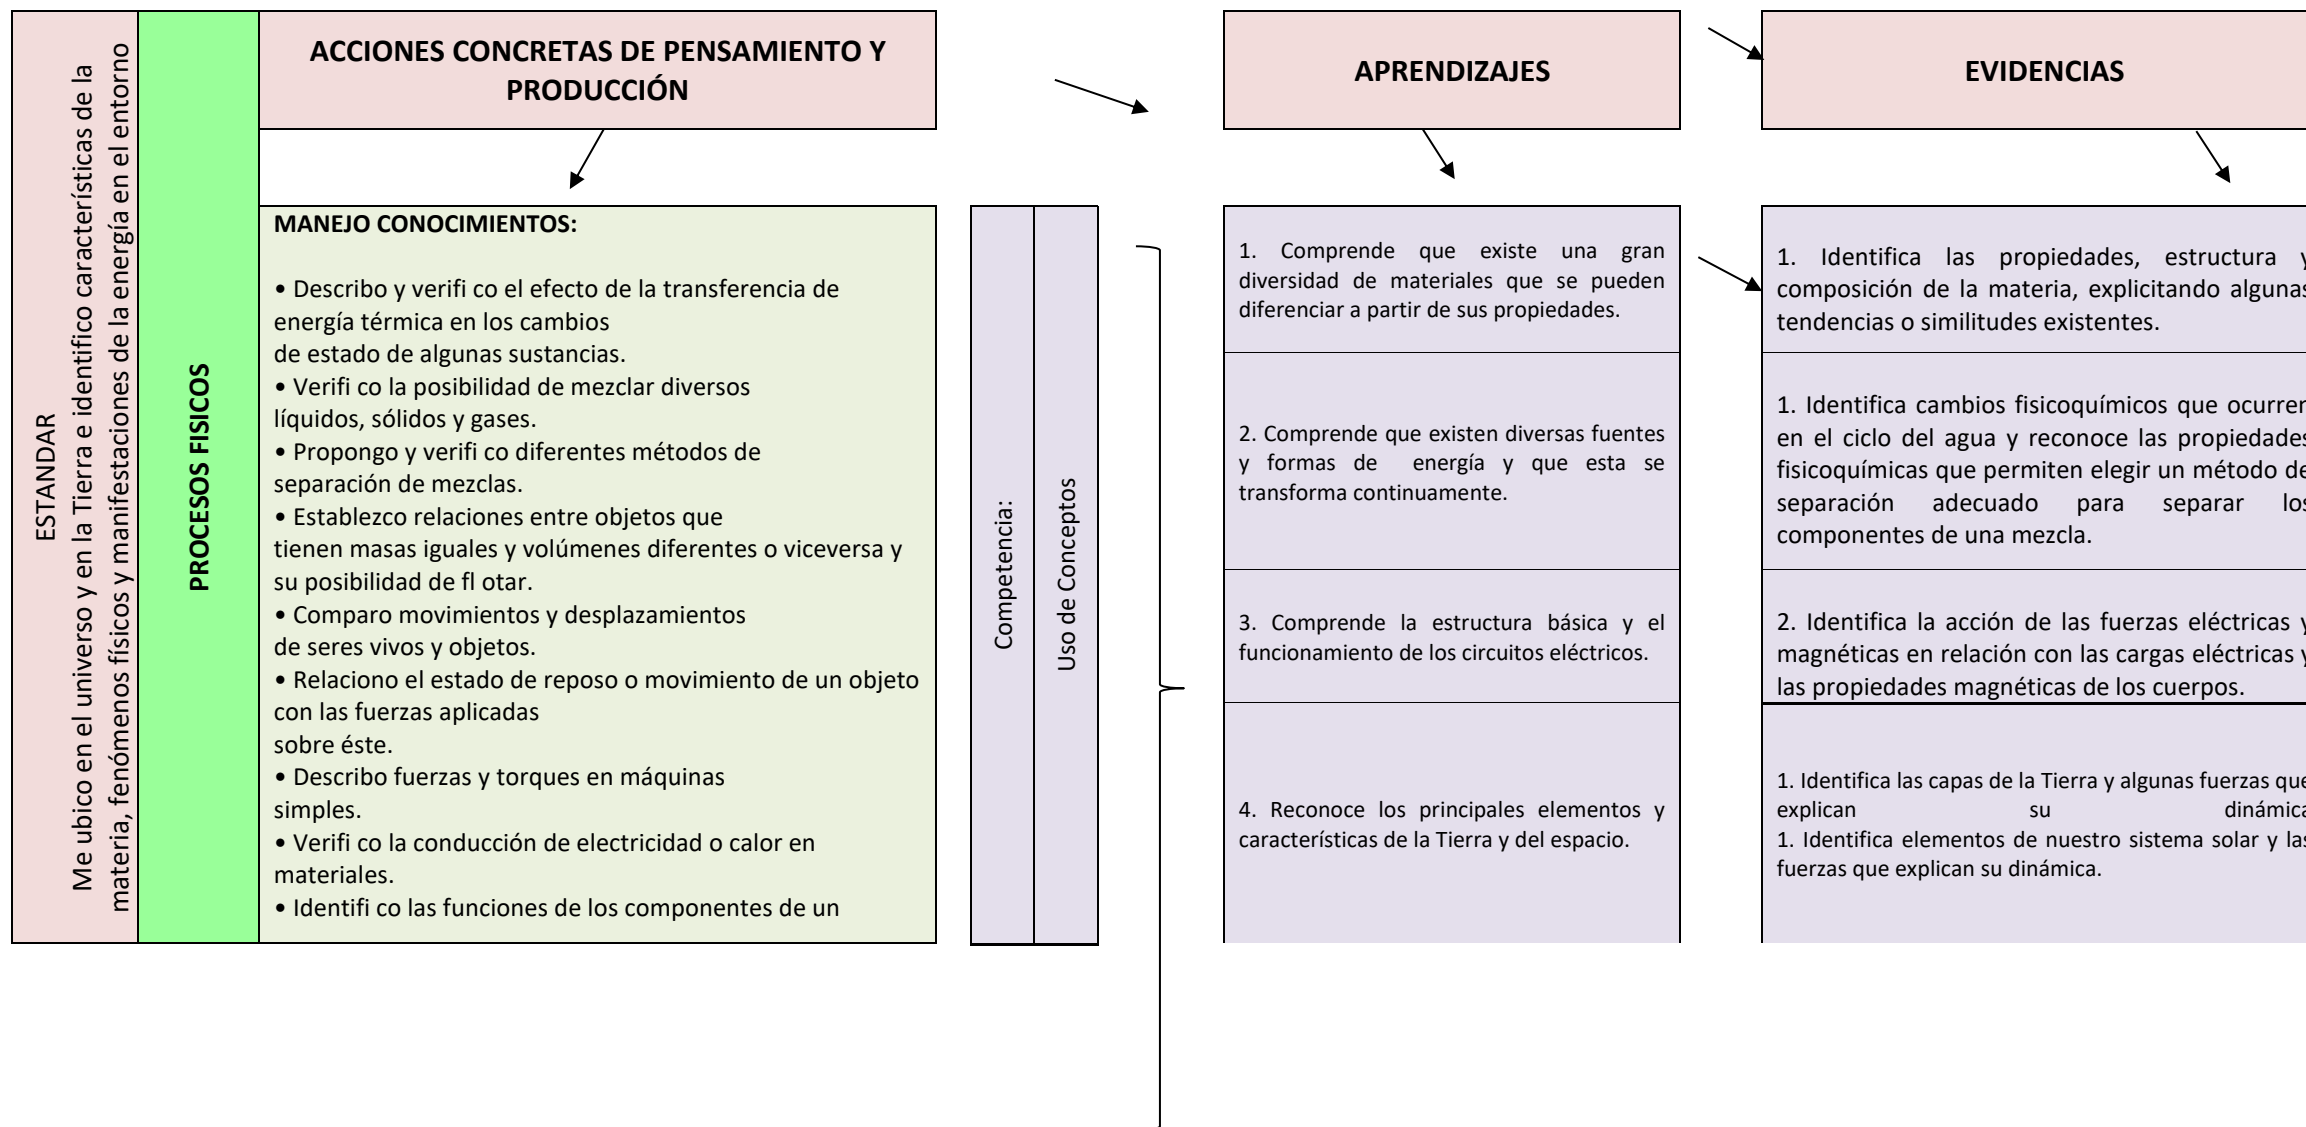 ESTANDAR
Me ubico en el universo y en la Tierra e identifico características de la
materia, fenómenos físicos y manifestaciones de la energía en el entorno
PROCESOS FISICOS
ACCIONES CONCRETAS DE PENSAMIENTO Y
PRODUCCIÓN
MANEJO CONOCIMIENTOS:
• Describo y verifi co el efecto de la transferencia de
energía térmica en los cambios
de estado de algunas sustancias.
• Verifi co la posibilidad de mezclar diversos
líquidos, sólidos y gases.
• Propongo y verifi co diferentes métodos de
separación de mezclas.
• Establezco relaciones entre objetos que
tienen masas iguales y volúmenes diferentes o viceversa y
su posibilidad de fl otar.
• Comparo movimientos y desplazamientos
de seres vivos y objetos.
• Relaciono el estado de reposo o movimiento de un objeto
con las fuerzas aplicadas
sobre éste.
• Describo fuerzas y torques en máquinas
simples.
• Verifi co la conducción de electricidad o calor en
materiales.
• Identifi co las funciones de los componentes de un
Competencia:
Uso de Conceptos
APRENDIZAJES
1. Comprende que existe una gran
diversidad de materiales que se pueden
diferenciar a partir de sus propiedades.
2. Comprende que existen diversas fuentes
y formas de energía y que esta se
transforma continuamente.
3. Comprende la estructura básica y el
funcionamiento de los circuitos eléctricos.
4. Reconoce los principales elementos y
características de la Tierra y del espacio.
EVIDENCIAS
1. Identifica las propiedades, estructura y
composición de la materia, explicitando algunas
tendencias o similitudes existentes.
1. Identifica cambios fisicoquímicos que ocurren
en el ciclo del agua y reconoce las propiedades
fisicoquímicas que permiten elegir un método de
separación adecuado para separar los
componentes de una mezcla.
2. Identifica la acción de las fuerzas eléctricas y
magnéticas en relación con las cargas eléctricas y
las propiedades magnéticas de los cuerpos.
1. Identifica las capas de la Tierra y algunas fuerzas que
explican su dinámica
1. Identifica elementos de nuestro sistema solar y las
fuerzas que explican su dinámica.